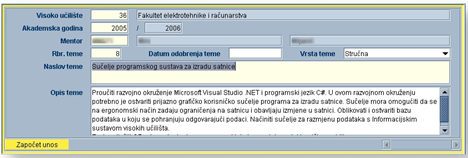 Visoko učilište 36 Fakultet elektrotehnike i računarstva
Akademska godina 2005 / 2006
Mentor
Rbr. teme 8 Datum odobrenja teme Vrsta teme Stručna
Naslov teme Sučelje programskog sustava za izradu satnice
Opis teme Proučiti razvojno okruženje Microsoft Visual Studio .NET i programski jezik C#. U ovom razvojnom okruženju
potrebno je ostvariti prijazno grafičko korisničko sučelje programa za izradu satnice. Sučelje mora omogućiti da se
na ergonomski način zadaju ograničenja na satnicu i obavljaju izmjene u satnici. Oblikovati i ostvariti bazu
podataka u koju se pohranjuju odgovarajući podaci. Načiniti sučelje za razmjenu podataka s Informacijskim
sustavom visokih učilišta.
Započet unos